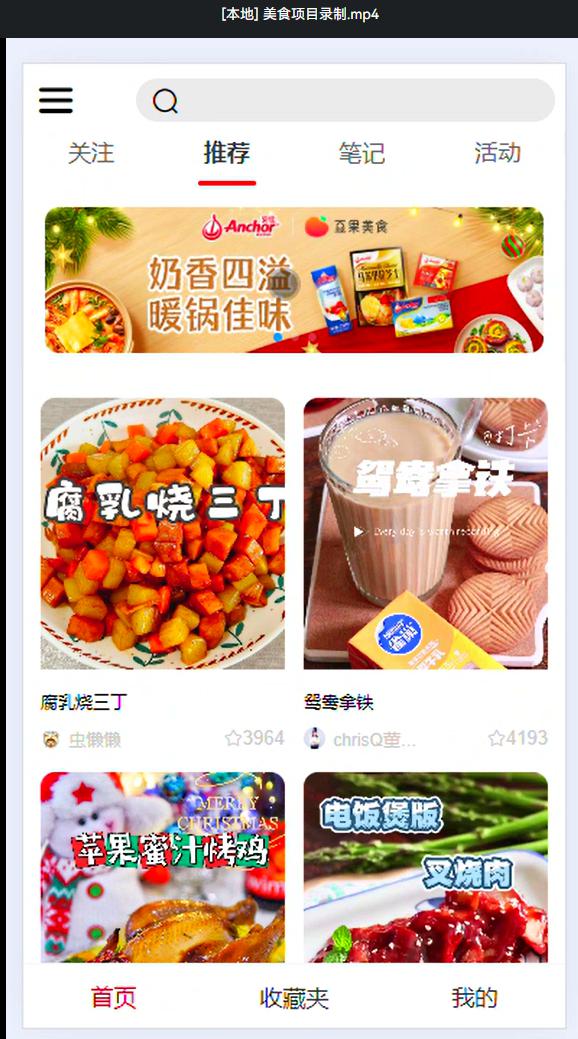 [本地] 美食项目录制.mp4
关注 推荐 笔记 活动
Anchor 豆果美食
奶香四溢
暖锅佳味
腐乳烧三丁
打卡
鸳鸯拿铁
Every day is worth recording
腐乳烧三丁
虫懒懒 ☆3964
鸳鸯拿铁
chrisQ萱... ☆4193
MERRY
CHRISTMAS
苹果蜜汁烤鸡
电饭煲版
叉烧肉
首页 收藏夹 我的